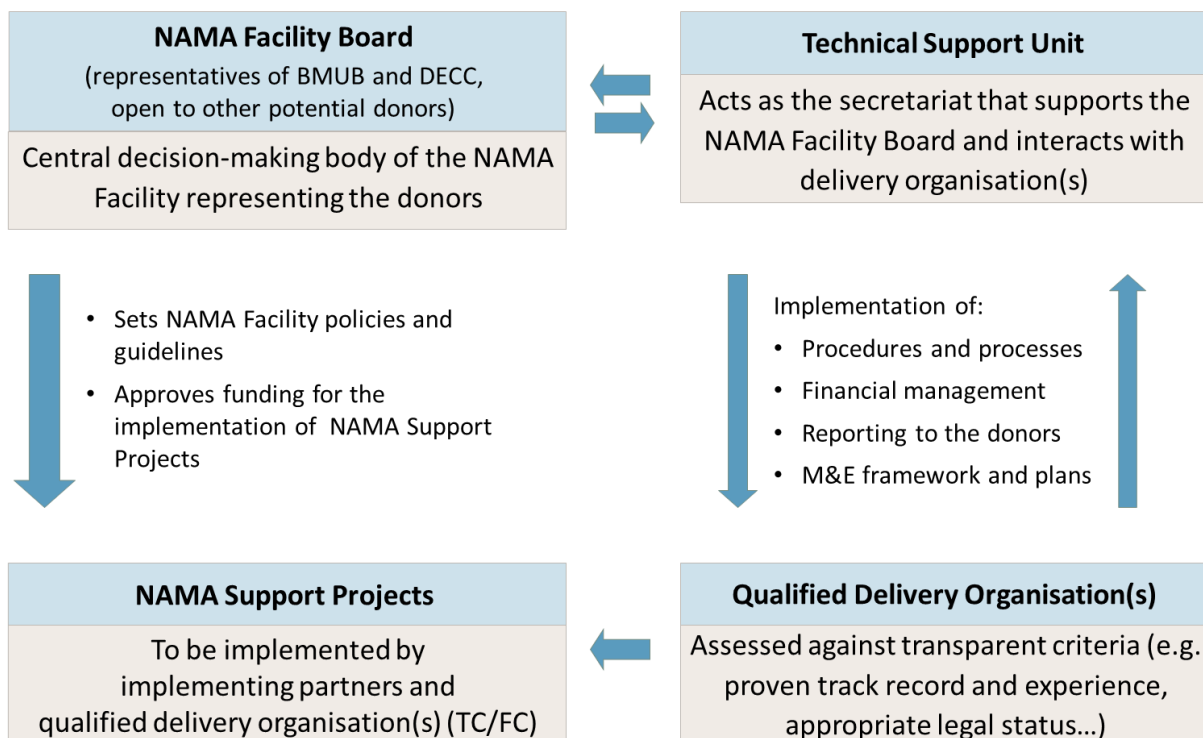 NAMA Facility Board
(representatives of BMUB and DECC,
open to other potential donors)
Central decision-making body of the NAMA
Facility representing the donors
Technical Support Unit
Acts as the secretariat that supports the
NAMA Facility Board and interacts with
delivery organisation(s)
• Sets NAMA Facility policies and
guidelines
• Approves funding for the
implementation of NAMA Support
Projects
Implementation of:
• Procedures and processes
• Financial management
• Reporting to the donors
• M&E framework and plans
NAMA Support Projects
To be implemented by
implementing partners and
qualified delivery organisation(s) (TC/FC)
Qualified Delivery Organisation(s)
Assessed against transparent criteria (e.g.
proven track record and experience,
appropriate legal status...)